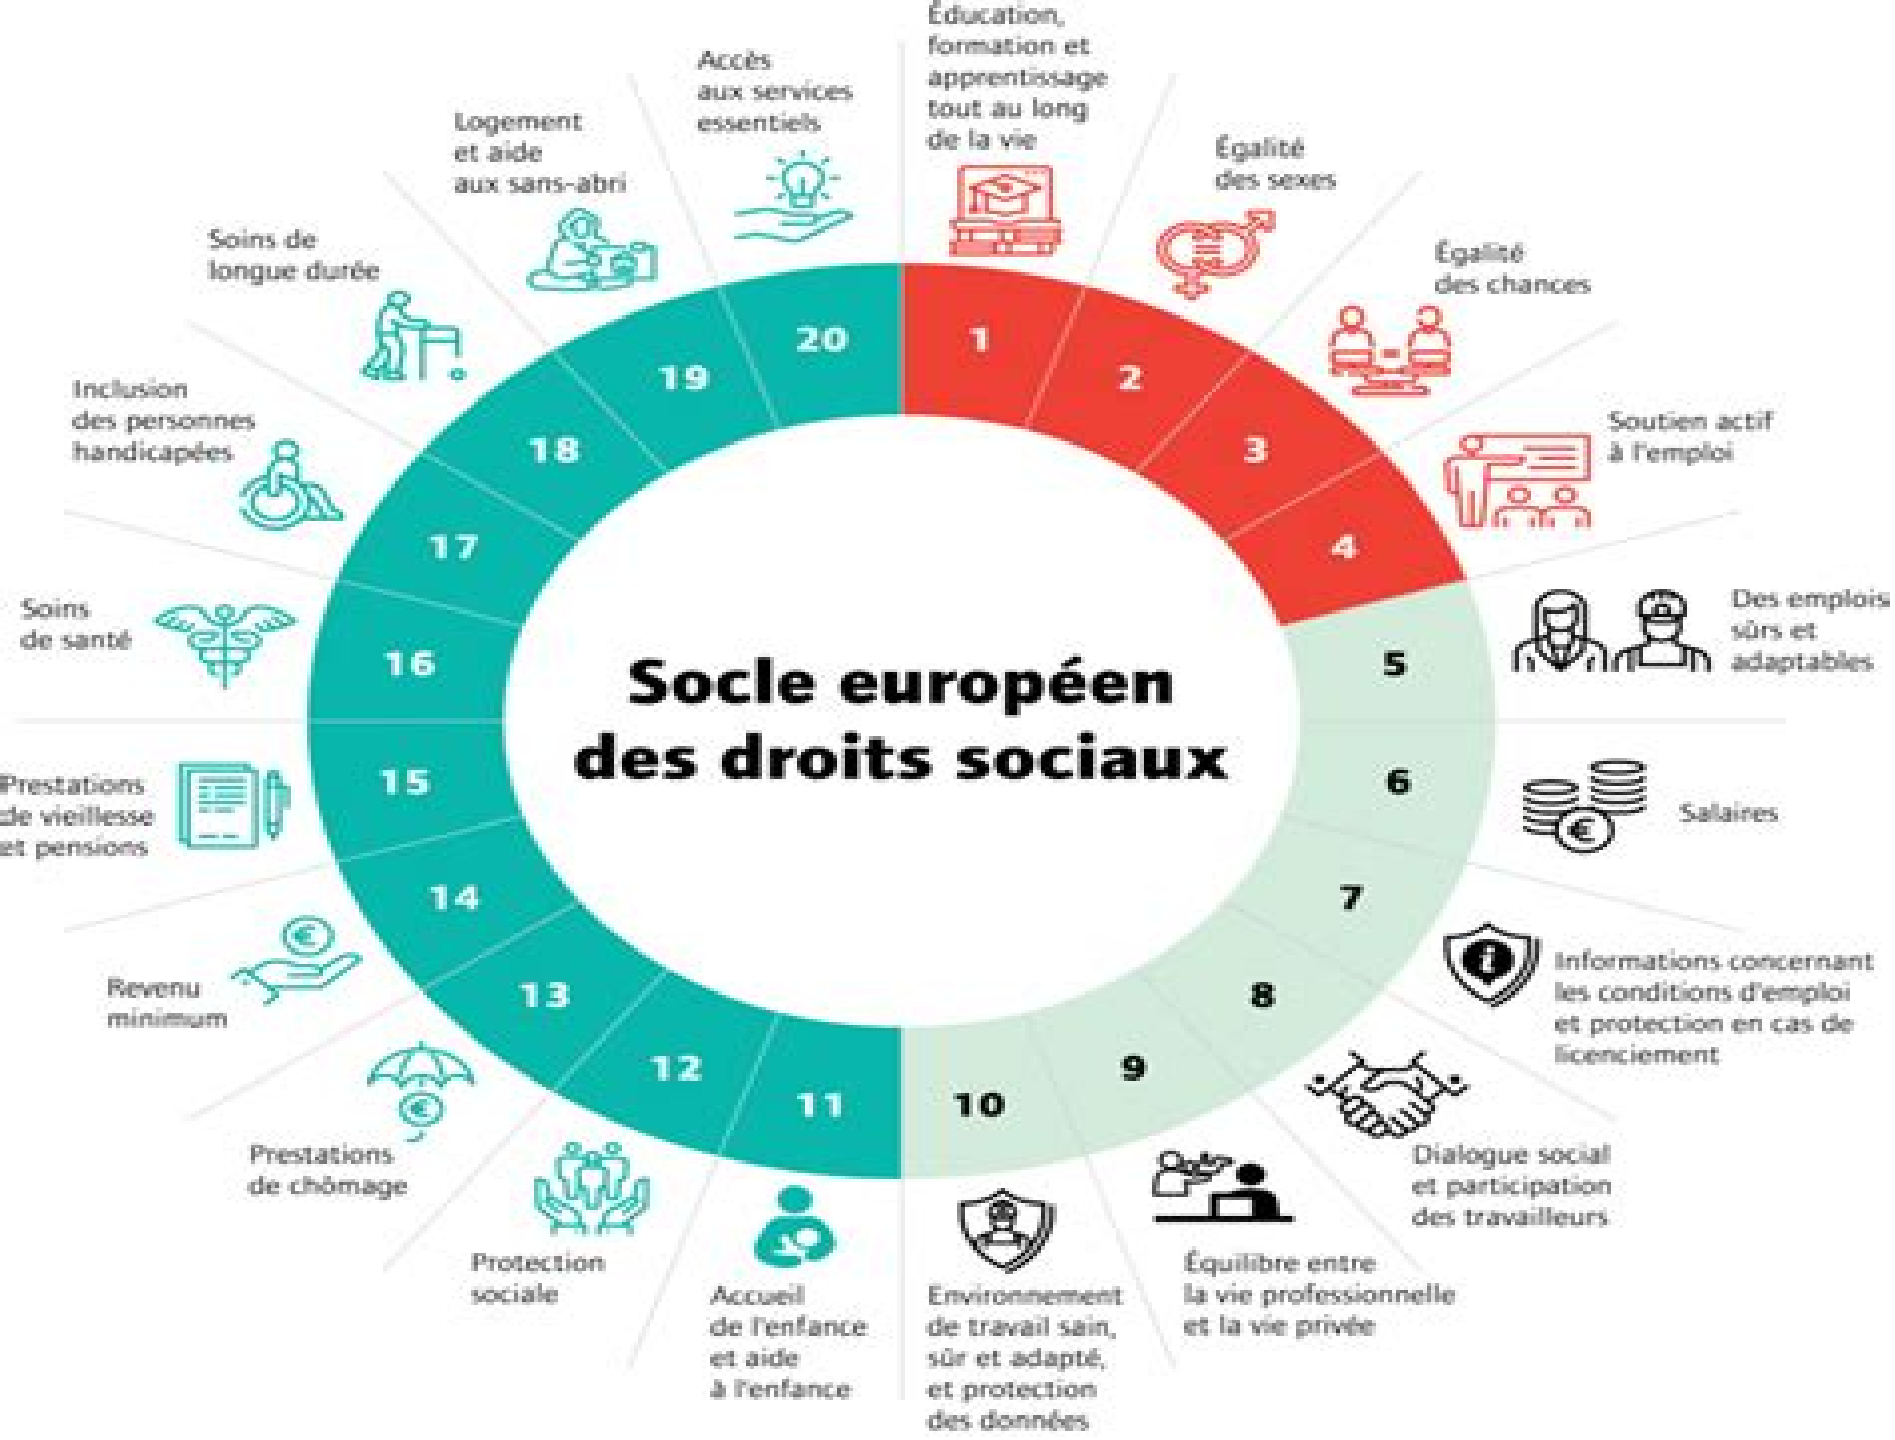 Socle européen
des droits sociaux
1
Éducation,
formation et
apprentissage
tout au long
de la vie
2
Égalité
des sexes
3
Égalité
des chances
4
Soutien actif
à l'emploi
5
Des emplois
sûrs et
adaptables
6
Salaires
7
Informations concernant
les conditions d'emploi
et protection en cas de
licenciement
8
Dialogue social
et participation
des travailleurs
9
Équilibre entre
la vie professionnelle
et la vie privée
10
Environnement
de travail sain,
sûr et adapté,
et protection
des données
11
Accueil
de l'enfance
et aide
à l'enfance
12
Protection
sociale
13
Prestations
de chômage
€
14
Revenu
minimum
€
15
Prestations
de vieillesse
et pensions
16
Soins
de santé
17
Inclusion
des personnes
handicapées
18
Soins de
longue durée
19
Logement
et aide
aux sans-abri
20
Accès
aux services
essentiels
€
i